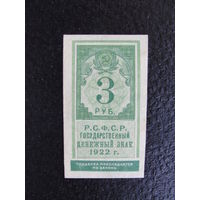 3
РУБ.
Р.С.Ф.С.Р.
ГОСУДАРСТВЕННЫЙ
ДЕНЕЖНЫЙ ЗНАК
1922 г.
ПОДДЕЛКА ПРЕСЛЕДУЕТСЯ
ПО ЗАКОНУ